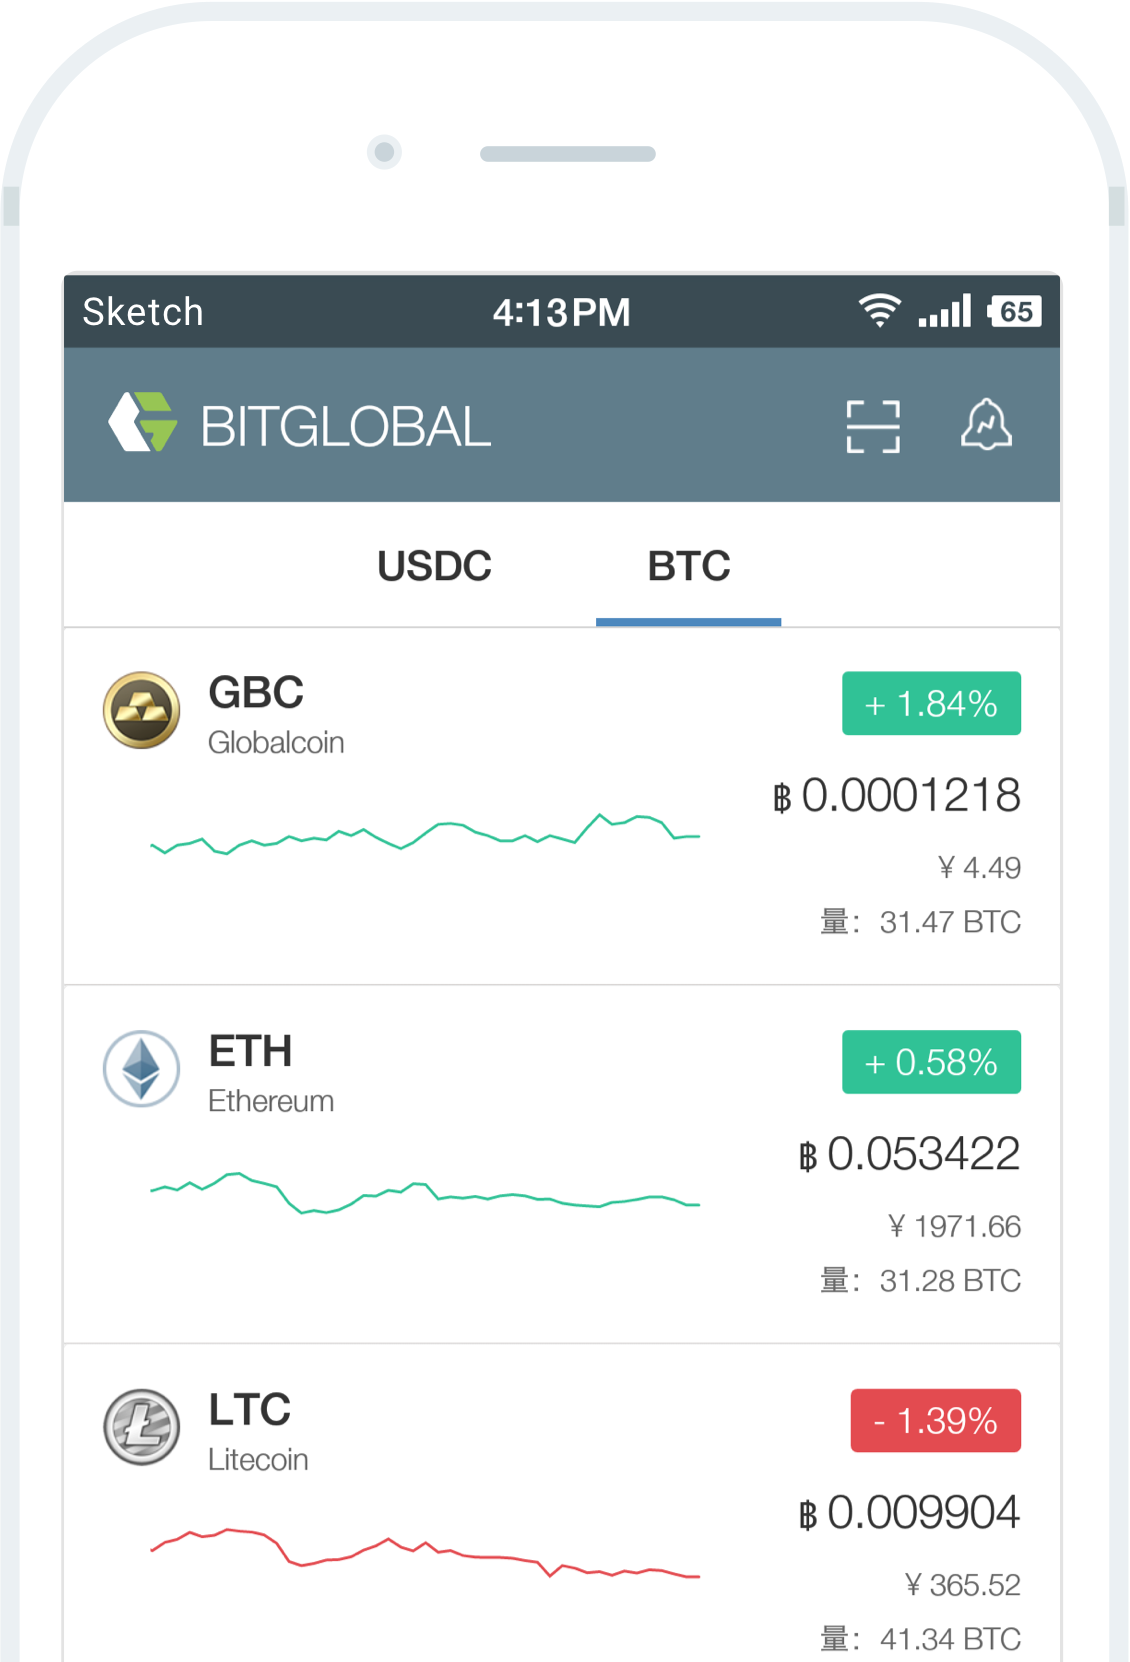 Sketch 4:13 PM 65
BITGLOBAL
USDC BTC
GBC + 1.84%
Globalcoin
฿ 0.0001218
¥ 4.49
量： 31.47 BTC
ETH + 0.58%
Ethereum
฿ 0.053422
¥ 1971.66
量： 31.28 BTC
LTC - 1.39%
Litecoin
฿ 0.009904
¥ 365.52
量： 41.34 BTC